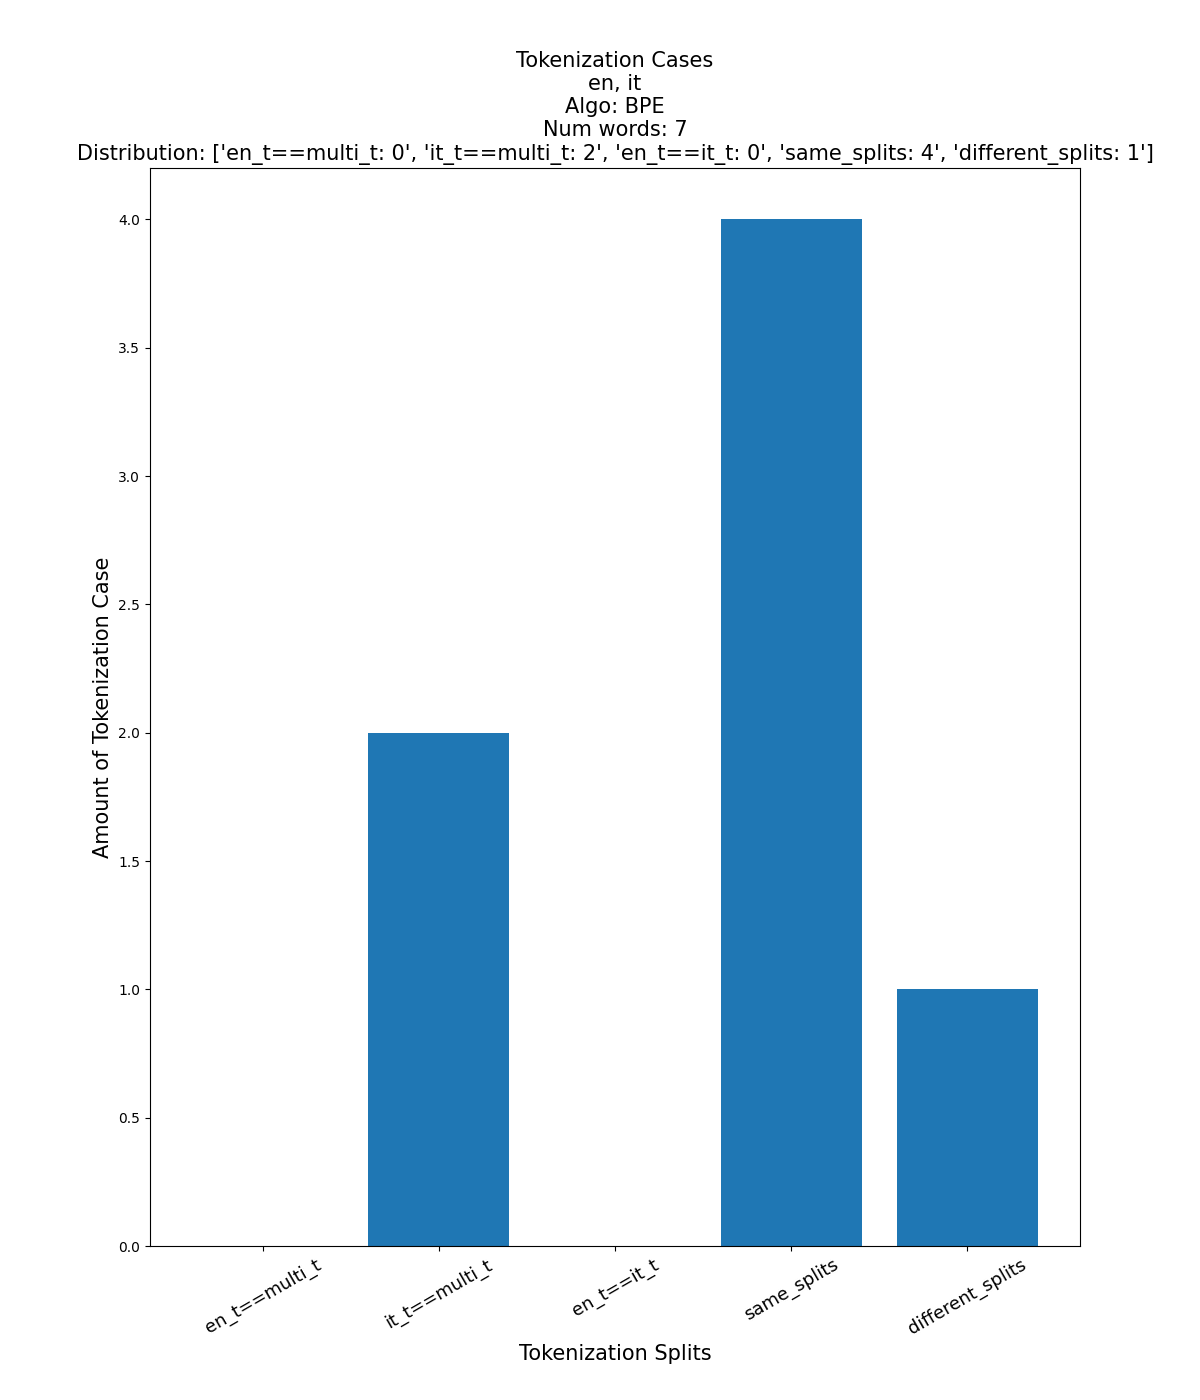 Tokenization Cases
en, it
Algo: BPE
Num words: 7
Distribution: ['en_t==multi_t: 0', 'it_t==multi_t: 2', 'en_t==it_t: 0', 'same_splits: 4', 'different_splits: 1']
Amount of Tokenization Case
4.0
3.5
3.0
2.5
2.0
1.5
1.0
0.5
0.0
en_t==multi_t
it_t==multi_t
en_t==it_t
same_splits
different_splits
Tokenization Splits